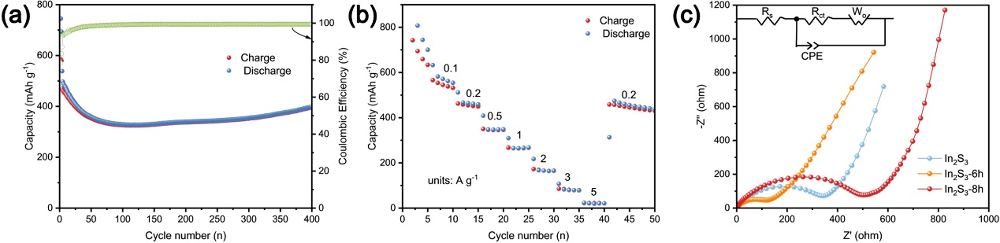 (a)
800
600
400
200
0
Capacity (mAh g⁻¹)
100
80
60
40
20
0
Coulombic Efficiency (%)
Charge
Discharge
0 50 100 150 200 250 300 350 400
Cycle number (n)
(b)
800
600
400
200
0
Capacity (mAh g⁻¹)
Charge
Discharge
0.1
0.2
0.5
1
2
3
5
0.2
units: A g⁻¹
0 5 10 15 20 25 30 35 40 45 50
Cycle number (n)
(c)
1200
1000
800
600
400
200
0
-Z'' (ohm)
Rₛ
R꜀ₜ
Wₒ
CPE
In₂S₃
In₂S₃-6h
In₂S₃-8h
0 200 400 600 800 1000
Z' (ohm)